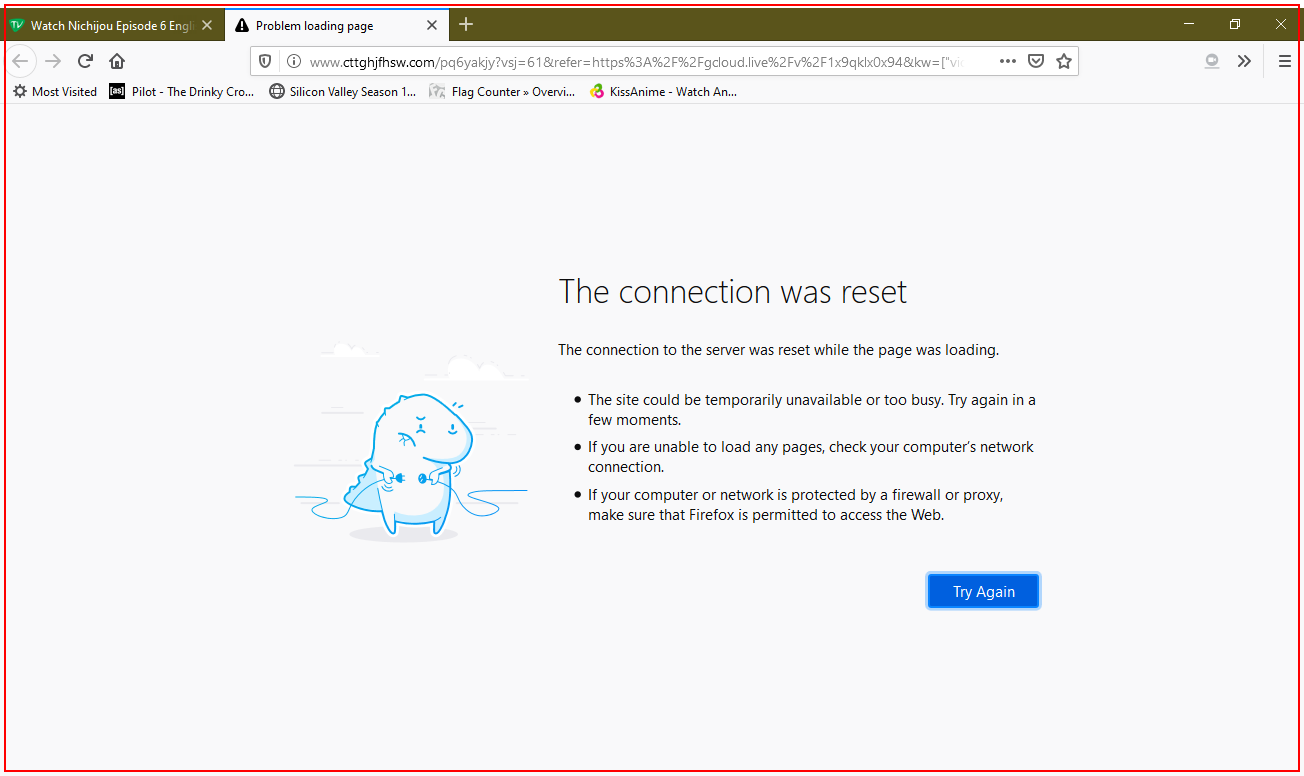 Watch Nichijou Episode 6 Engli
Problem loading page
www.cttghjfhsw.com/pq6yakjy?vsj=61&refer=https%3A%2F%2Fgcloud.live%2Fv%2F1x9qklx0x94&kw=["vi
Most Visited
[as] Pilot - The Drinky Cro...
Silicon Valley Season 1...
Flag Counter » Overvi...
KissAnime - Watch An...
The connection was reset
The connection to the server was reset while the page was loading.
• The site could be temporarily unavailable or too busy. Try again in a
few moments.
• If you are unable to load any pages, check your computer’s network
connection.
• If your computer or network is protected by a firewall or proxy,
make sure that Firefox is permitted to access the Web.
Try Again